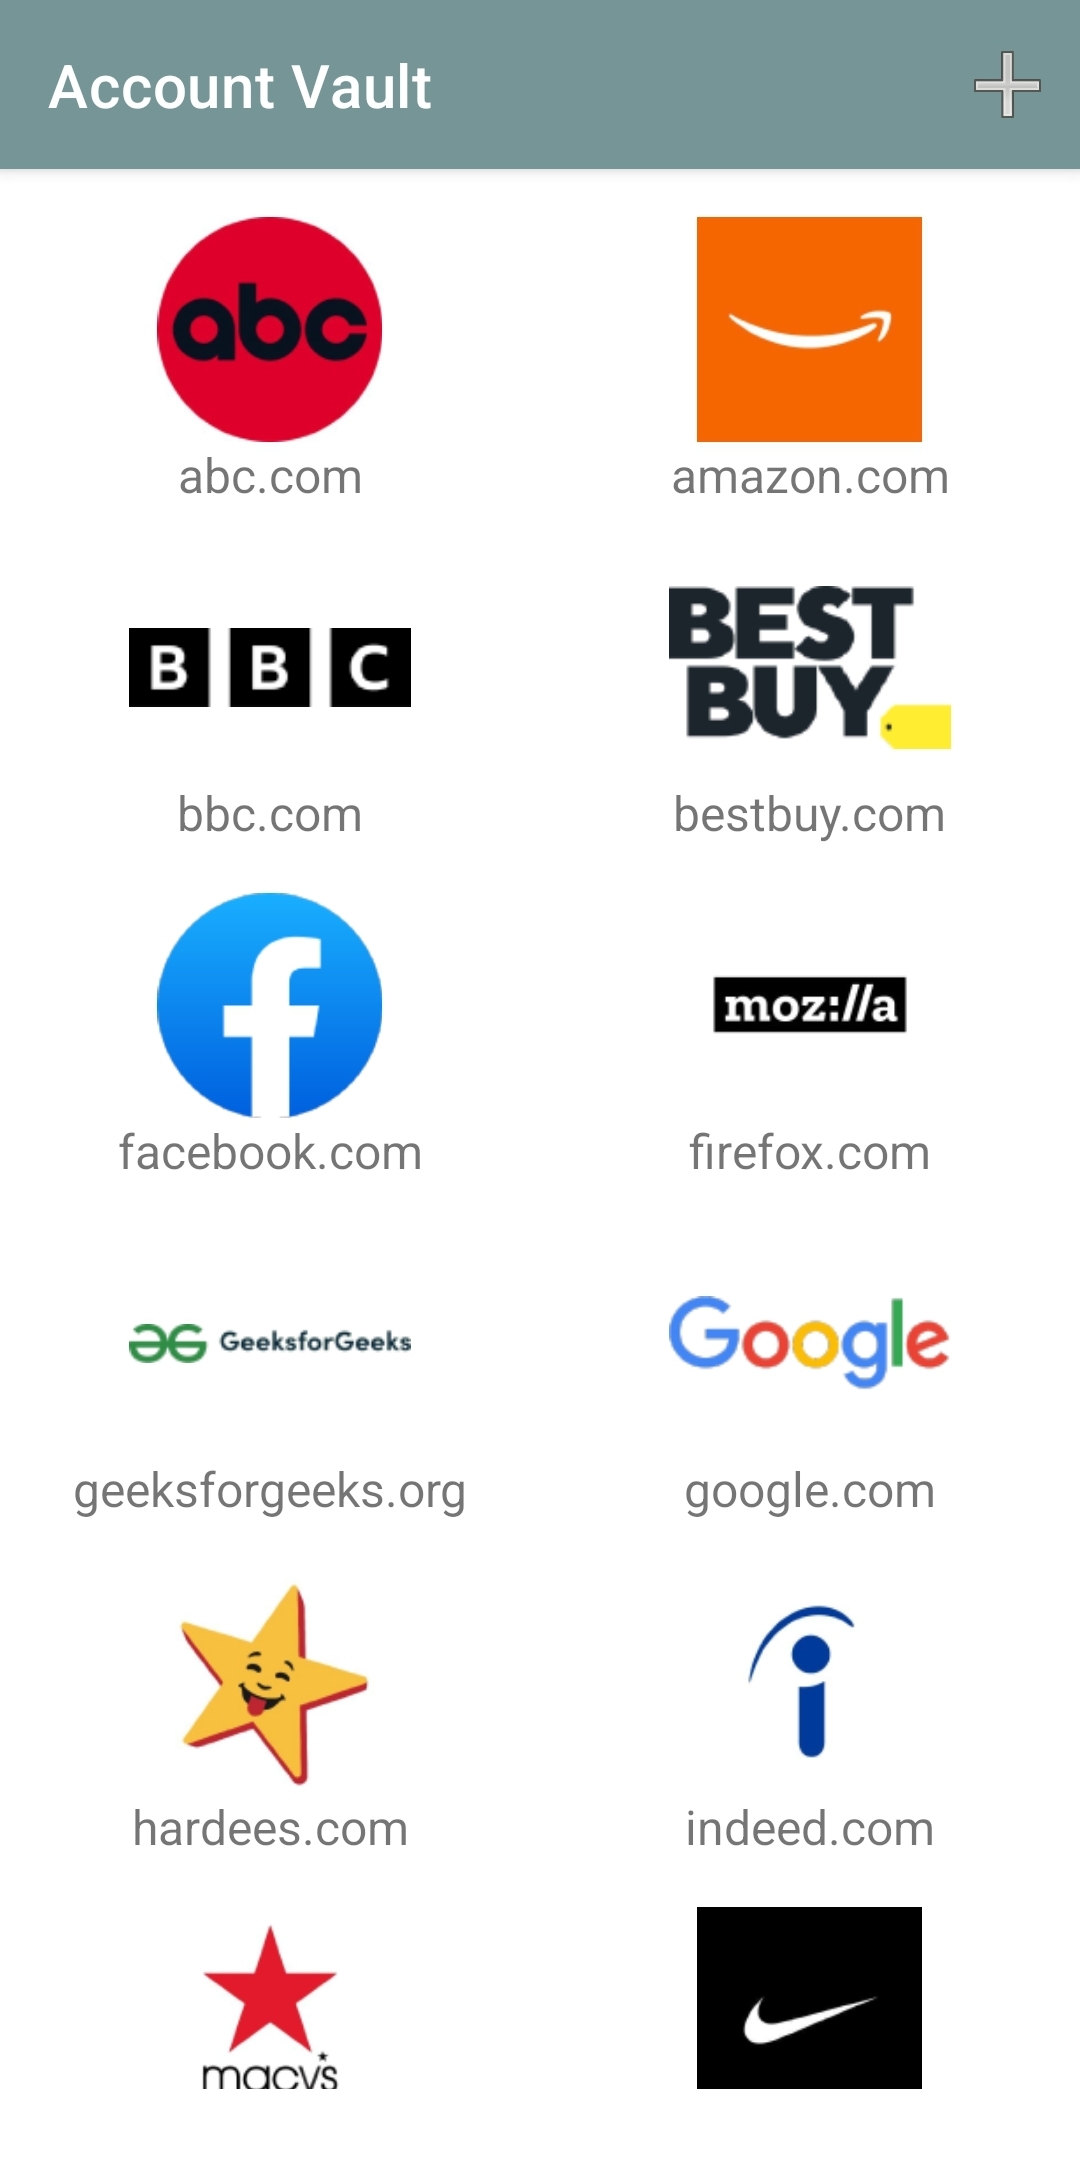 Account Vault
abc
abc.com
amazon.com
BBC
bbc.com
BEST
BUY
bestbuy.com
facebook.com
moz://a
firefox.com
GeeksforGeeks
geeksforgeeks.org
Google
google.com
hardees.com
indeed.com
macy's